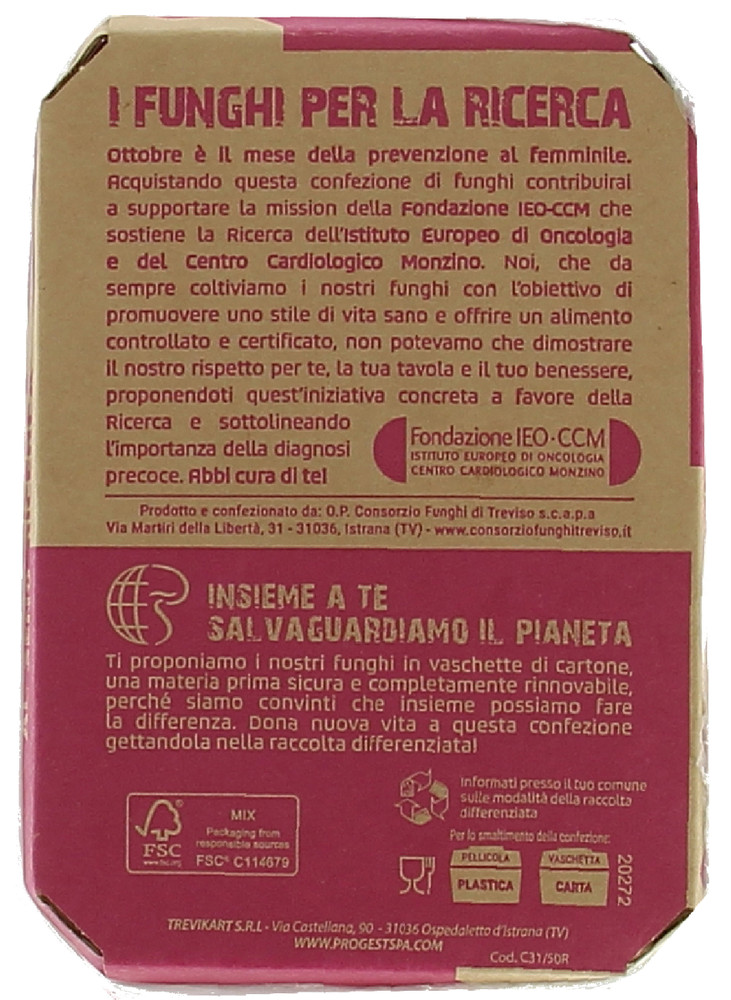 I FUNGHI PER LA RICERCA
Ottobre è il mese della prevenzione al femminile.
Acquistando questa confezione di funghi contribuirai
a supportare la mission della Fondazione IEO-CCM che
sostiene la Ricerca dell'Istituto Europeo di Oncologia
e del Centro Cardiologico Monzino. Noi, che da
sempre coltiviamo i nostri funghi con l'obiettivo di
promuovere uno stile di vita sano e offrire un alimento
controllato e certificato, non potevamo che dimostrare
il nostro rispetto per te, la tua tavola e il tuo benessere,
proponendoti quest'iniziativa concreta a favore della
Ricerca e sottolineando
l'importanza della diagnosi
precoce. Abbi cura di te!
Fondazione IEO·CCM
ISTITUTO EUROPEO DI ONCOLOGIA
CENTRO CARDIOLOGICO MONZINO
Prodotto e confezionato da: O.P. Consorzio Funghi di Treviso s.c.a.p.a
Via Martiri della Libertà, 31 - 31036, Istrana (TV) - www.consorziofunghitreviso.it
INSIEME A TE
SALVAGUARDIAMO IL PIANETA
Ti proponiamo i nostri funghi in vaschette di cartone,
una materia prima sicura e completamente rinnovabile,
perché siamo convinti che insieme possiamo fare
la differenza. Dona nuova vita a questa confezione
gettandola nella raccolta differenziata!
Informati presso il tuo comune
sulle modalità della raccolta
differenziata
Per lo smaltimento della confezione:
PELLICOLA
PLASTICA
VASCHETTA
CARTA
20272
FSC
www.fsc.org
MIX
Packaging from
responsible sources
FSC® C114679
TREVIKART S.R.L - Via Castellana, 90 - 31036 Ospedaletto d'Istrana (TV)
WWW.PROGESTSPA.COM
Cod. C31/50R